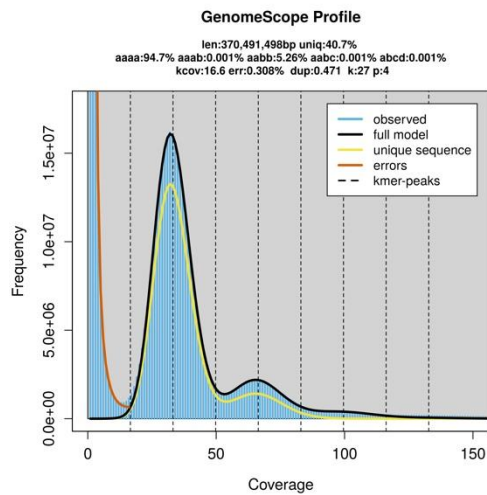 GenomeScope Profile
len:370,491,498bp uniq:40.7%
aaaa:94.7% aaab:0.001% aabb:5.26% aabc:0.001% abcd:0.001%
kcov:16.6 err:0.308% dup:0.471 k:27 p:4
observed
full model
unique sequence
errors
kmer-peaks
Frequency
1.5e+07
1.0e+07
5.0e+06
0.0e+00
0 50 100 150
Coverage